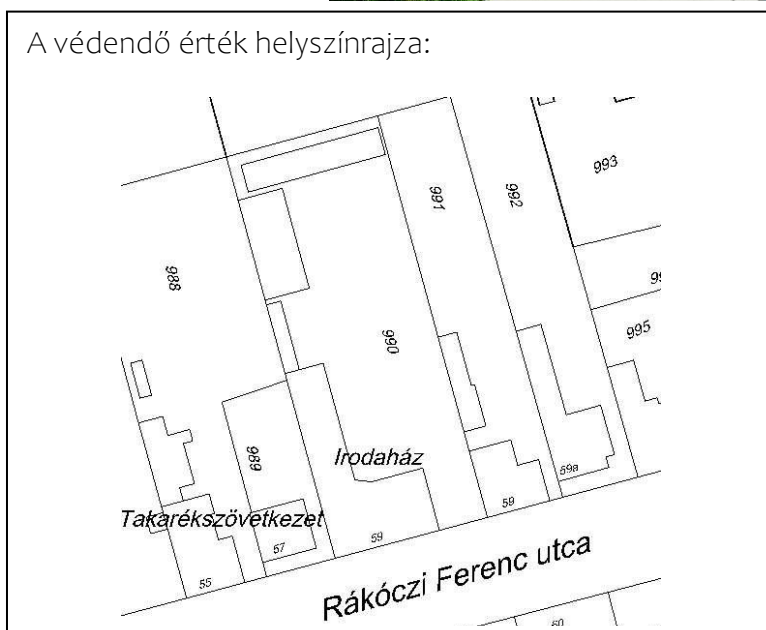 A védendő érték helyszínrajza:
993
991
992
988
995
990
989
Irodaház
59a
Takarékszövetkezet
59
57
59
55
Rákóczi Ferenc utca